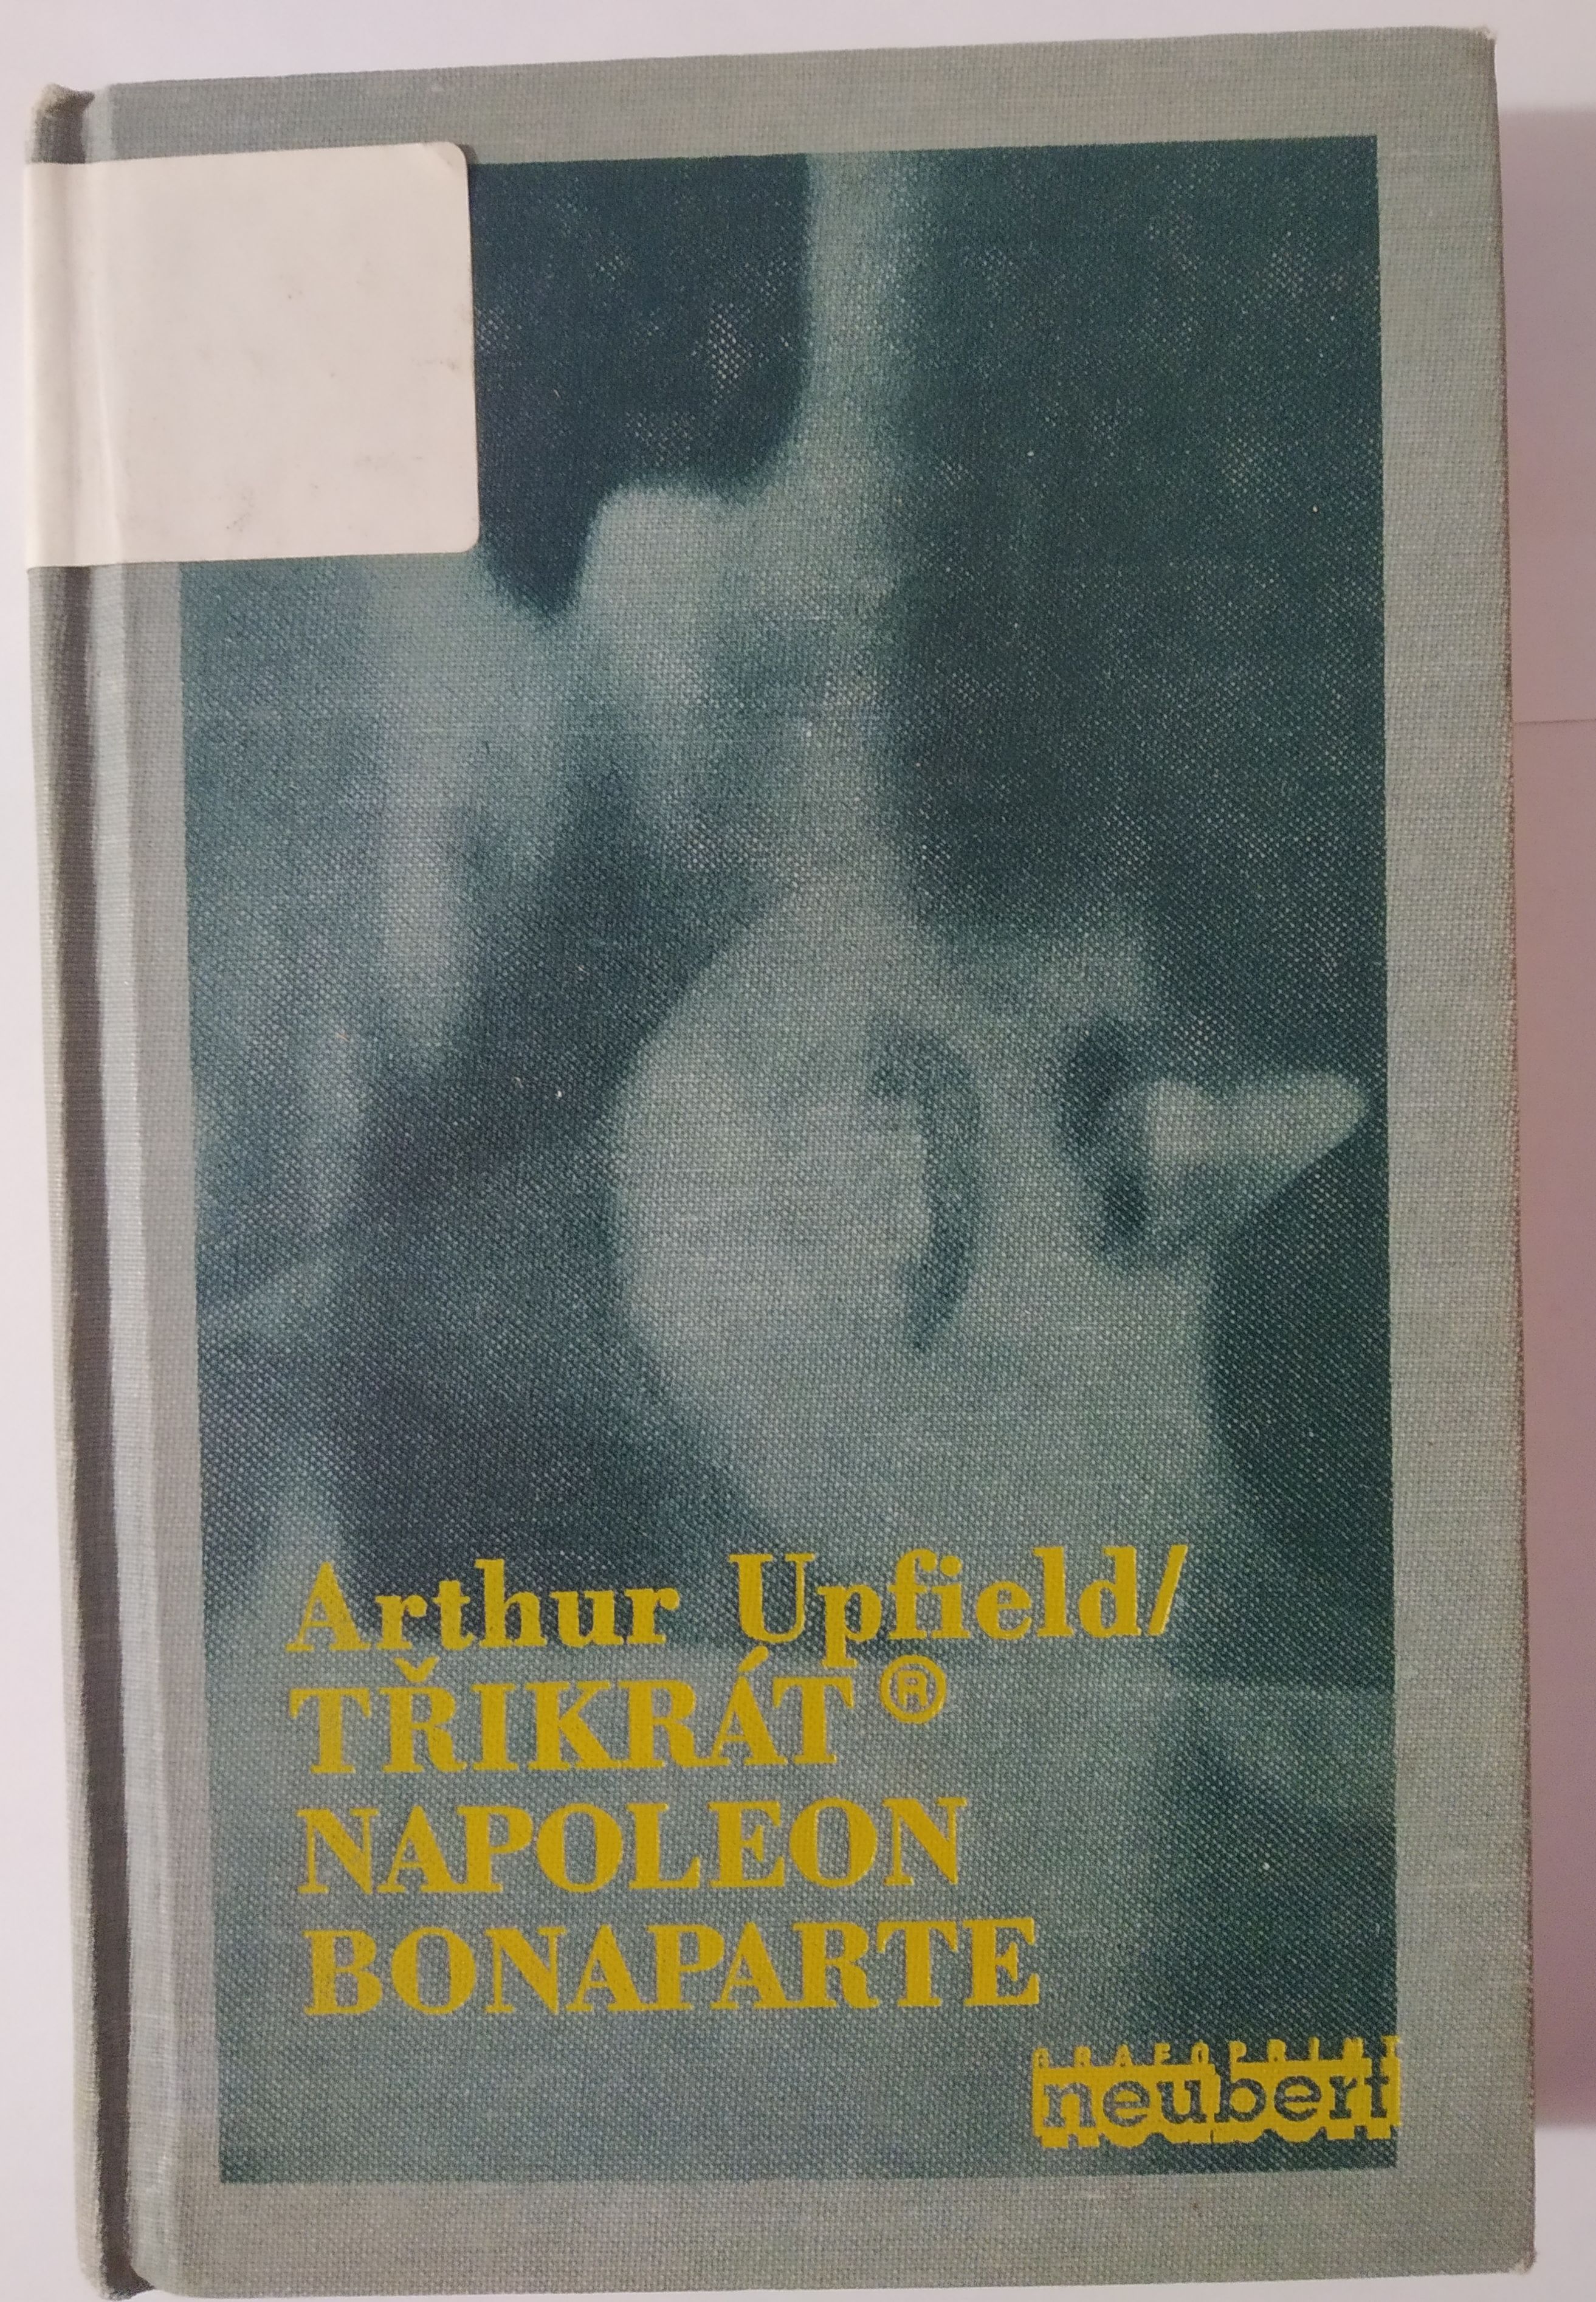 Arthur Upfield/
TŘIKRÁT ®
NAPOLEON
BONAPARTE
GRAFOPRINT
neubert